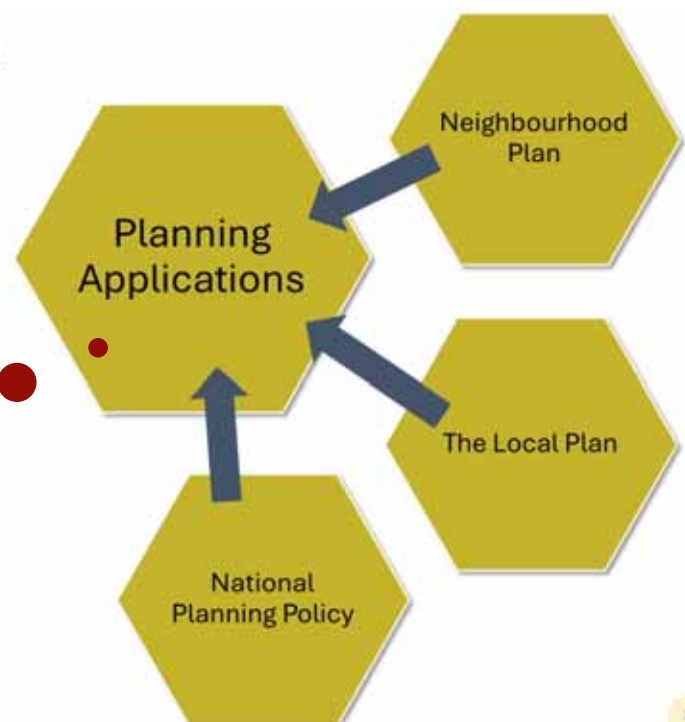 Neighbourhood
Plan
Planning
Applications
The Local Plan
National
Planning Policy